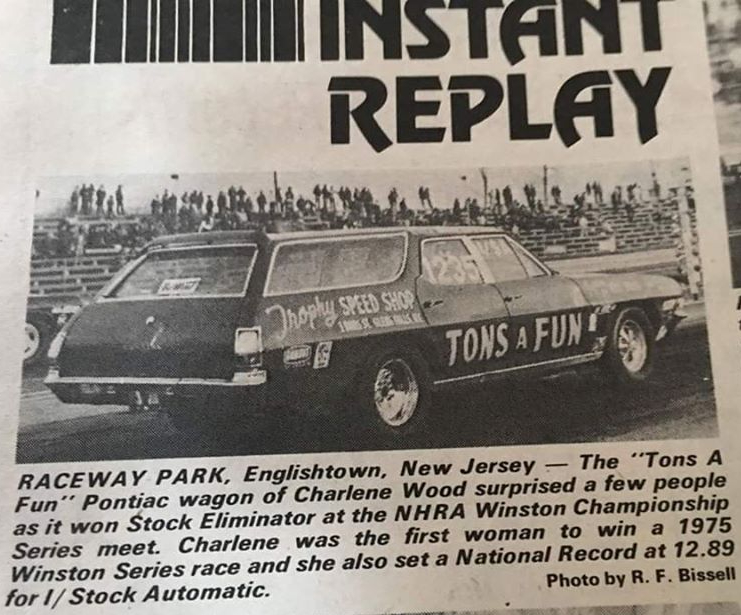 INSTANT
REPLAY
1235
Trophy SPEED SHOP
TONS A FUN
RACEWAY PARK, Englishtown, New Jersey — The "Tons A
Fun" Pontiac wagon of Charlene Wood surprised a few people
as it won Stock Eliminator at the NHRA Winston Championship
Series meet. Charlene was the first woman to win a 1975
Winston Series race and she also set a National Record at 12.89
for I/ Stock Automatic.
Photo by R. F. Bissell